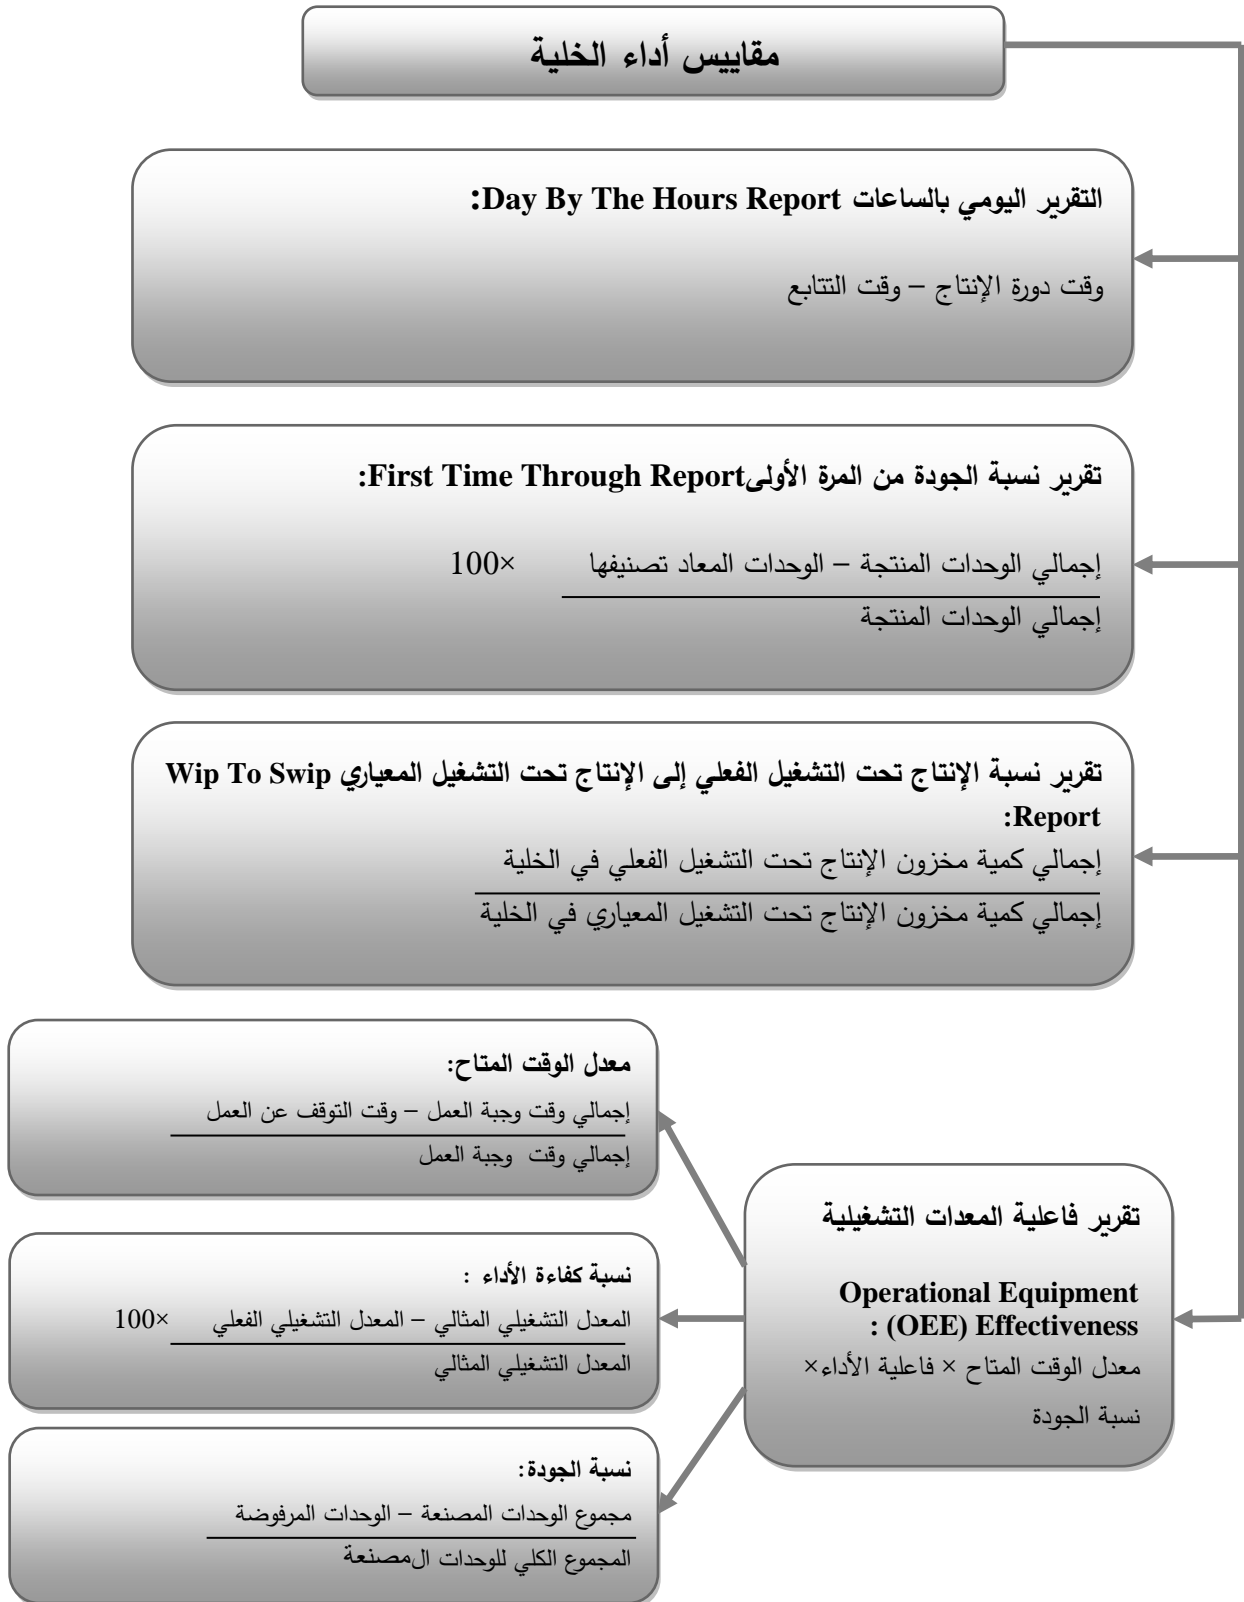 مقاييس أداء الخلية
التقرير اليومي بالساعات Day By The Hours Report:
وقت دورة الإنتاج – وقت التتابع
تقرير نسبة الجودة من المرة الأولىFirst Time Through Report:
إجمالي الوحدات المنتجة – الوحدات المعاد تصنيفها ×100
إجمالي الوحدات المنتجة
تقرير نسبة الإنتاج تحت التشغيل الفعلي إلى الإنتاج تحت التشغيل المعياري Wip To Swip
Report:
إجمالي كمية مخزون الإنتاج تحت التشغيل الفعلي في الخلية
إجمالي كمية مخزون الإنتاج تحت التشغيل المعياري في الخلية
تقرير فاعلية المعدات التشغيلية
Operational Equipment
Effectiveness (OEE) :
معدل الوقت المتاح × فاعلية الأداء×
نسبة الجودة
معدل الوقت المتاح:
إجمالي وقت وجبة العمل – وقت التوقف عن العمل
إجمالي وقت وجبة العمل
نسبة كفاءة الأداء :
المعدل التشغيلي المثالي – المعدل التشغيلي الفعلي ×100
المعدل التشغيلي المثالي
نسبة الجودة:
مجموع الوحدات المصنعة – الوحدات المرفوضة
المجموع الكلي للوحدات المصنعة